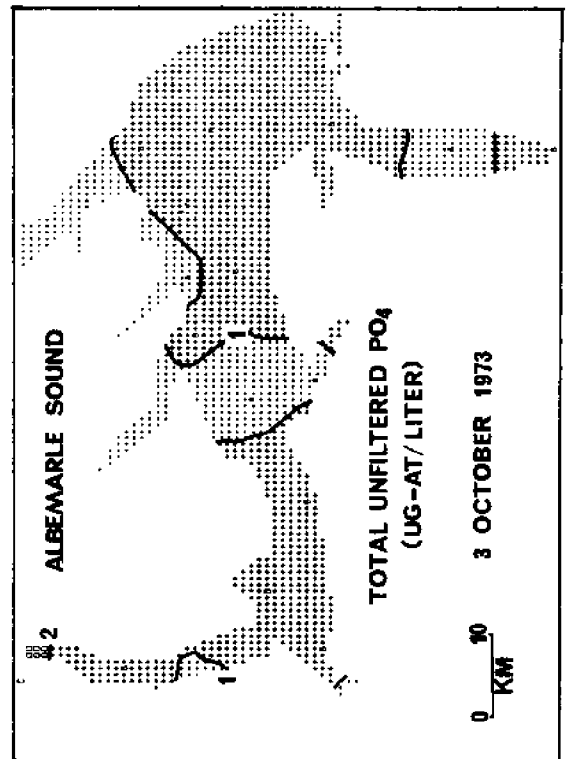 ALBEMARLE SOUND
2
1
1
TOTAL UNFILTERED PO4
(UG-AT/LITER)
3 OCTOBER 1973
0 10
KM